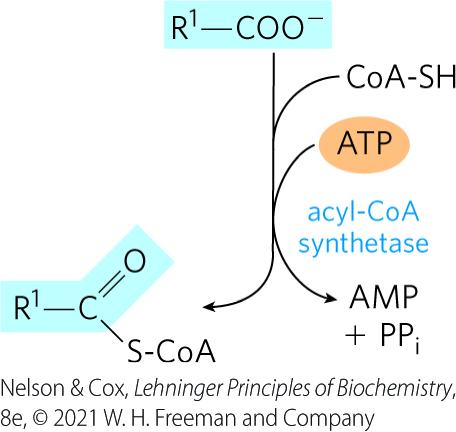 R¹—COO⁻
CoA-SH
ATP
acyl-CoA
synthetase
O
R¹—C
S-CoA
AMP
+ PPᵢ
Nelson & Cox, Lehninger Principles of Biochemistry,
8e, © 2021 W. H. Freeman and Company